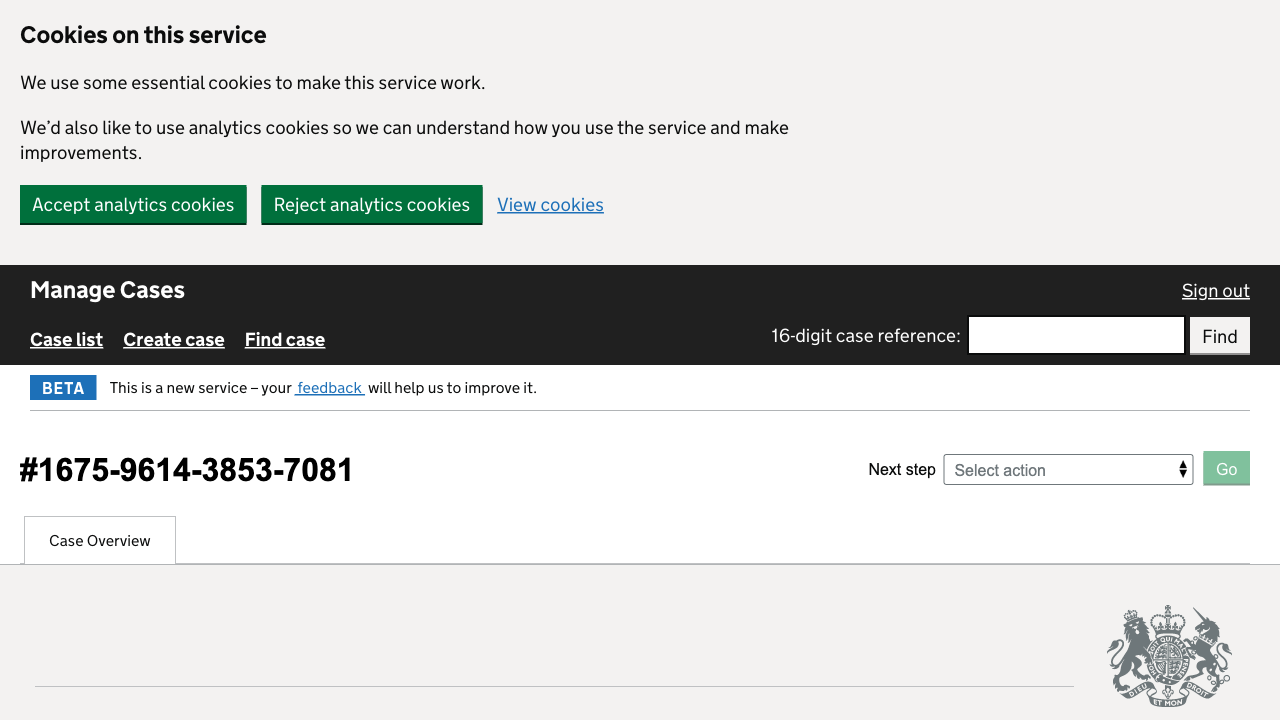 Cookies on this service
We use some essential cookies to make this service work.
We'd also like to use analytics cookies so we can understand how you use the service and make
improvements.
Accept analytics cookies
Reject analytics cookies
View cookies
Manage Cases
Sign out
Case list
Create case
Find case
16-digit case reference:
Find
BETA
This is a new service – your feedback will help us to improve it.
#1675-9614-3853-7081
Next step
Select action
Go
Case Overview
DIEU
ET MON
DROIT